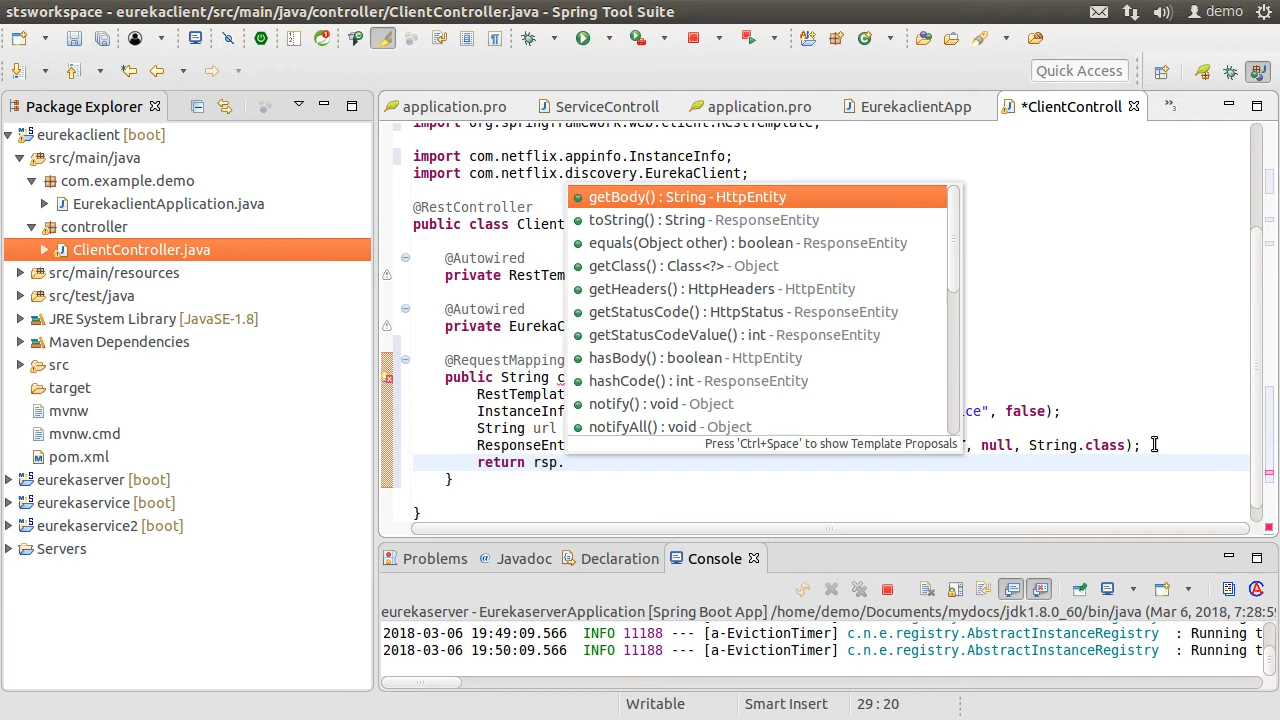 stsworkspace - eurekaclient/src/main/java/controller/ClientController.java - Spring Tool Suite
demo
Quick Access
Package Explorer
eurekaclient [boot]
src/main/java
com.example.demo
EurekaclientApplication.java
controller
ClientController.java
src/main/resources
src/test/java
JRE System Library [JavaSE-1.8]
Maven Dependencies
src
target
mvnw
mvnw.cmd
pom.xml
eurekaserver [boot]
eurekaservice [boot]
eurekaservice2 [boot]
Servers
application.pro
ServiceControll
application.pro
EurekaclientApp
*ClientControll
»3
import org.springframework.web.client.RestTemplate;
import com.netflix.appinfo.InstanceInfo;
import com.netflix.discovery.EurekaClient;
@RestController
public class Client
@Autowired
private RestTem
@Autowired
private EurekaC
@RequestMapping
public String c
RestTemplat
InstanceInf ce", false);
String url
ResponseEnt , null, String.class);
return rsp.
}
}
getBody() : String - HttpEntity
toString() : String - ResponseEntity
equals(Object other) : boolean - ResponseEntity
getClass() : Class<?> - Object
getHeaders() : HttpHeaders - HttpEntity
getStatusCode() : HttpStatus - ResponseEntity
getStatusCodeValue() : int - ResponseEntity
hasBody() : boolean - HttpEntity
hashCode() : int - ResponseEntity
notify() : void - Object
notifyAll() : void - Object
Press 'Ctrl+Space' to show Template Proposals
Problems
@ Javadoc
Declaration
Console
eurekaserver - EurekaserverApplication [Spring Boot App] /home/demo/Documents/mydocs/jdk1.8.0_60/bin/java (Mar 6, 2018, 7:28:5
2018-03-06 19:49:09.566 INFO 11188 --- [a-EvictionTimer] c.n.e.registry.AbstractInstanceRegistry : Running t
2018-03-06 19:50:09.566 INFO 11188 --- [a-EvictionTimer] c.n.e.registry.AbstractInstanceRegistry : Running t
Writable
Smart Insert
29 : 20